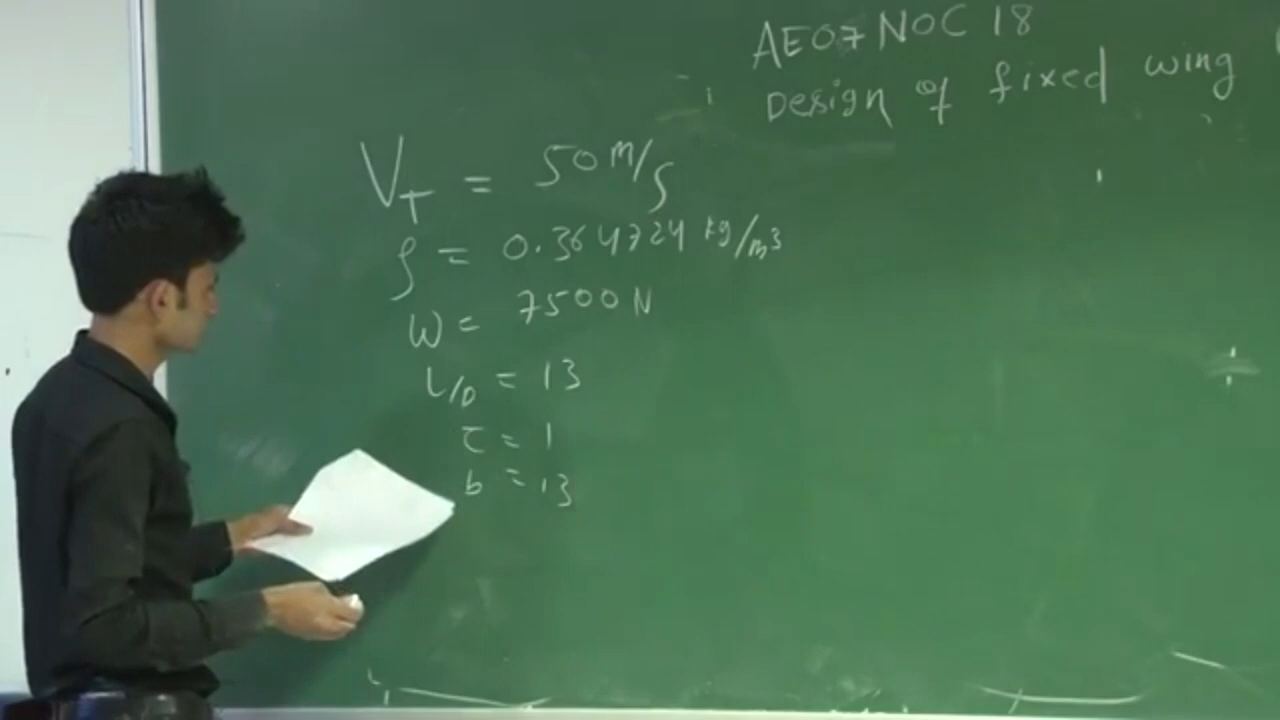 AE07 NOC 18
Design of fixed wing
V_T = 50 m/s
ρ = 0.364724 kg/m³
W = 7500 N
L/D = 13
c̄ = 1
b = 13